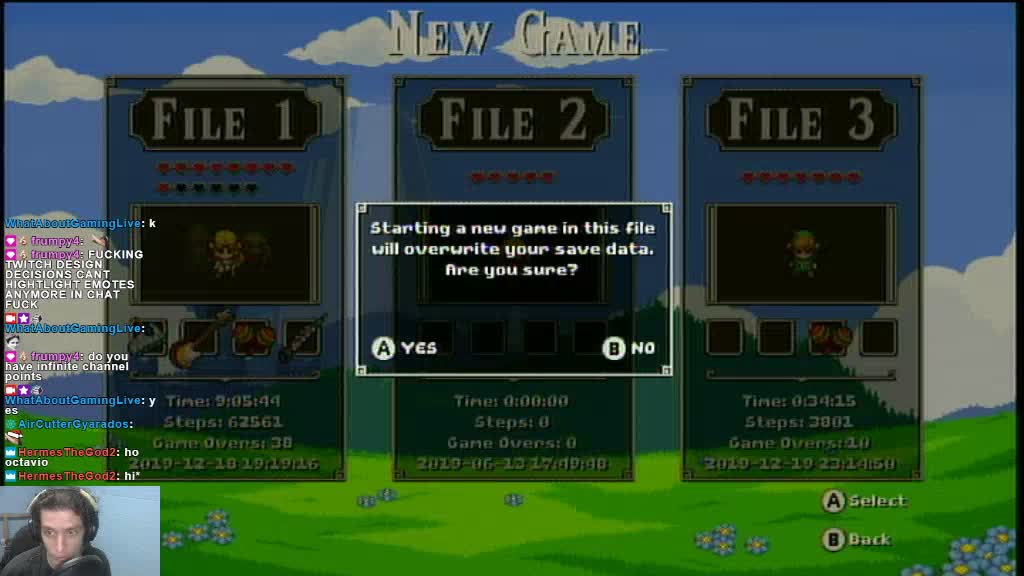 NEW GAME
FILE 1
FILE 2
FILE 3
Starting a new game in this file
will overwrite your save data.
Are you sure?
A YES
B NO
Time: 9:05:44
Steps: 62561
Game Overs: 38
2019-12-18 19:19:16
Time: 0:00:00
Steps: 0
Game Overs: 0
2019-06-13 17:49:48
Time: 0:34:15
Steps: 3801
Game Overs: 10
2019-12-19 23:14:50
A Select
B Back
WhatAboutGamingLive: k
frumpy4:
frumpy4: FUCKING
TWITCH DESIGN
DECISIONS CANT
HIGHTLIGHT EMOTES
ANYMORE IN CHAT
FUCK
WhatAboutGamingLive:
frumpy4: do you
have infinite channel
points
WhatAboutGamingLive: y
es
AirCutterGyarados:
HermesTheGod2: ho
octavio
HermesTheGod2: hi*